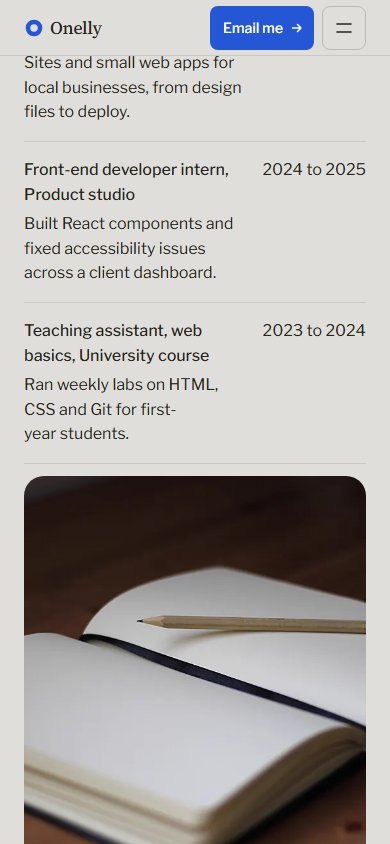 Onelly
Email me →
Sites and small web apps for
local businesses, from design
files to deploy.
Front-end developer intern,
Product studio
2024 to 2025
Built React components and
fixed accessibility issues
across a client dashboard.
Teaching assistant, web
basics, University course
2023 to 2024
Ran weekly labs on HTML,
CSS and Git for first-
year students.